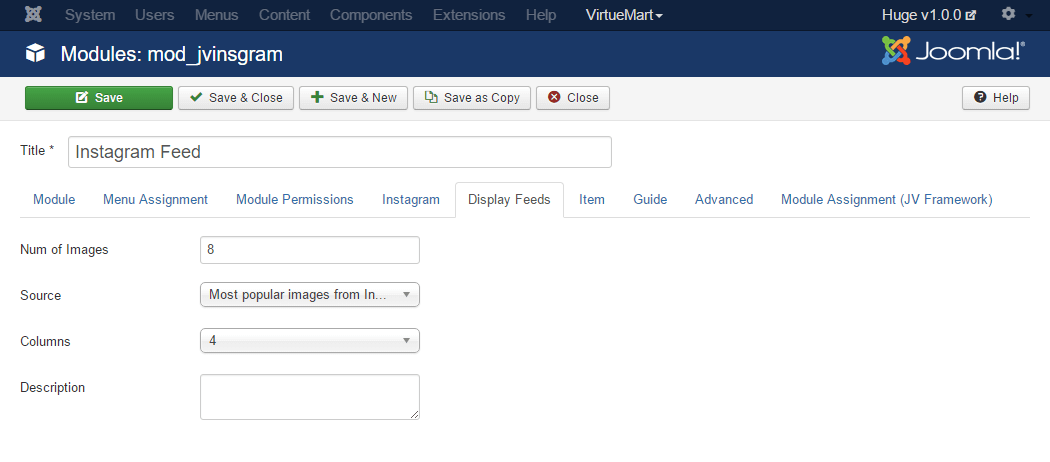 System Users Menus Content Components Extensions Help VirtueMart Huge v1.0.0
Modules: mod_jvinsgram Joomla!®
Save Save & Close Save & New Save as Copy Close Help
Title * Instagram Feed
Module Menu Assignment Module Permissions Instagram Display Feeds Item Guide Advanced Module Assignment (JV Framework)
Num of Images 8
Source Most popular images from In...
Columns 4
Description